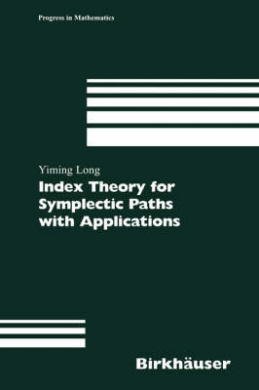 Progress in Mathematics
Yiming Long
Index Theory for
Symplectic Paths
with Applications
Birkhäuser